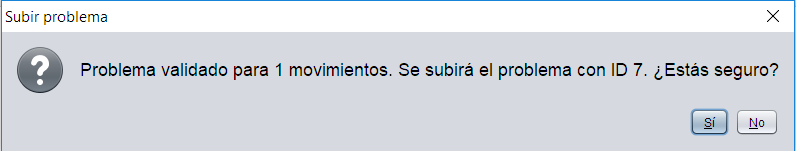 Subir problema
Problema validado para 1 movimientos. Se subirá el problema con ID 7. ¿Estás seguro?
Sí No